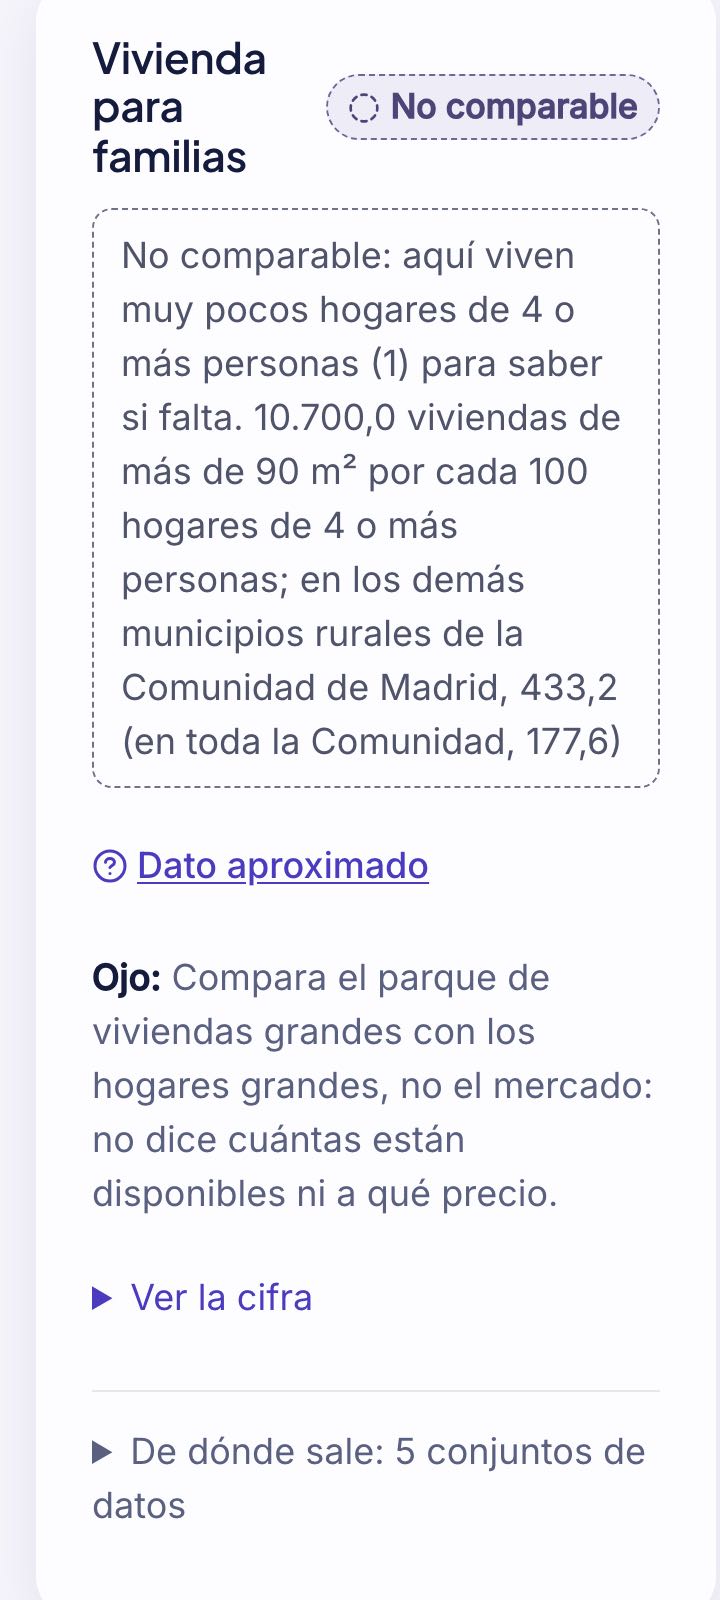 Vivienda
para
familias
No comparable
No comparable: aquí viven
muy pocos hogares de 4 o
más personas (1) para saber
si falta. 10.700,0 viviendas de
más de 90 m² por cada 100
hogares de 4 o más
personas; en los demás
municipios rurales de la
Comunidad de Madrid, 433,2
(en toda la Comunidad, 177,6)
Dato aproximado
Ojo: Compara el parque de
viviendas grandes con los
hogares grandes, no el mercado:
no dice cuántas están
disponibles ni a qué precio.
Ver la cifra
De dónde sale: 5 conjuntos de
datos